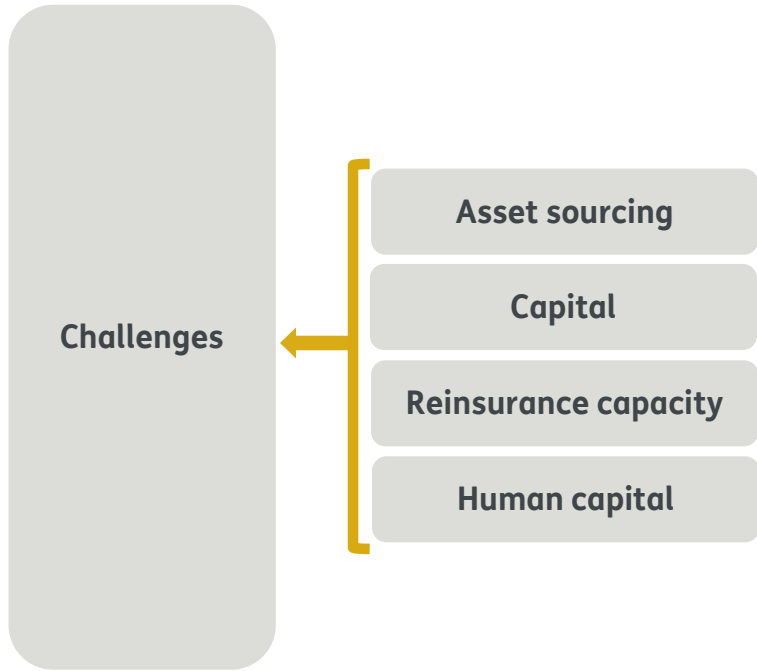 Challenges
Asset sourcing
Capital
Reinsurance capacity
Human capital